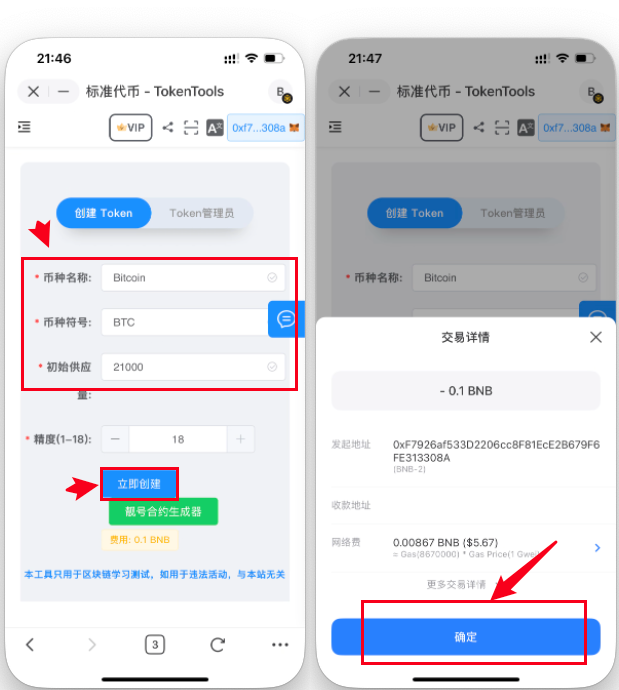 21:46
标准代币 - TokenTools
B
VIP
A文
0xf7...308a
创建 Token
Token管理员
* 币种名称:
Bitcoin
* 币种符号:
BTC
* 初始供应
量:
21000
* 精度(1-18):
18
立即创建
靓号合约生成器
费用: 0.1 BNB
本工具只用于区块链学习测试，如用于违法活动，与本站无关
3
21:47
标准代币 - TokenTools
B
VIP
A文
0xf7...308a
创建 Token
Token管理员
* 币种名称:
Bitcoin
交易详情
- 0.1 BNB
发起地址
0xF7926af533D2206cc8F81EcE2B679F6
FE313308A
(BNB-2)
收款地址
网络费
0.00867 BNB ($5.67)
= Gas(8670000) * Gas Price(1 Gwei)
更多交易详情
确定